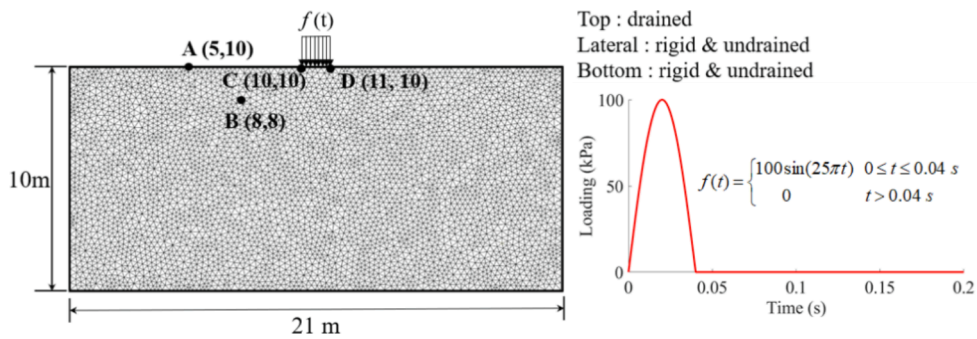 f(t)
A (5,10)
C (10,10)
D (11, 10)
B (8,8)
10m
21 m
Top : drained
Lateral : rigid & undrained
Bottom : rigid & undrained
100
50
0
Loading (kPa)
f(t) = { 100sin(25πt) 0 ≤ t ≤ 0.04 s
0 t > 0.04 s
0 0.05 0.1 0.15 0.2
Time (s)